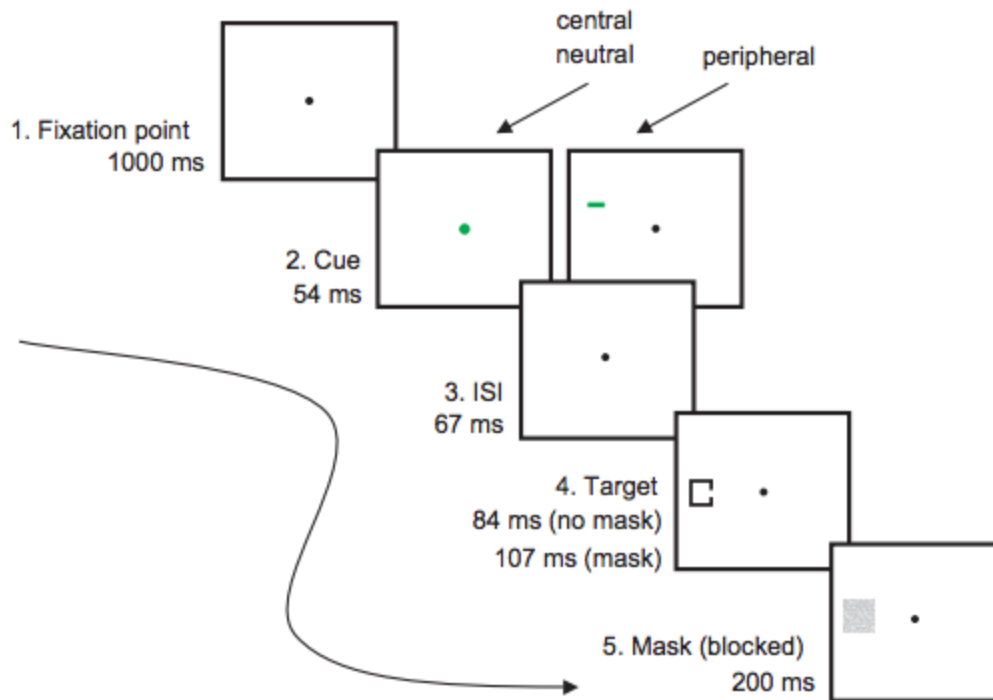 central
neutral
peripheral
1. Fixation point
1000 ms
2. Cue
54 ms
3. ISI
67 ms
4. Target
84 ms (no mask)
107 ms (mask)
5. Mask (blocked)
200 ms